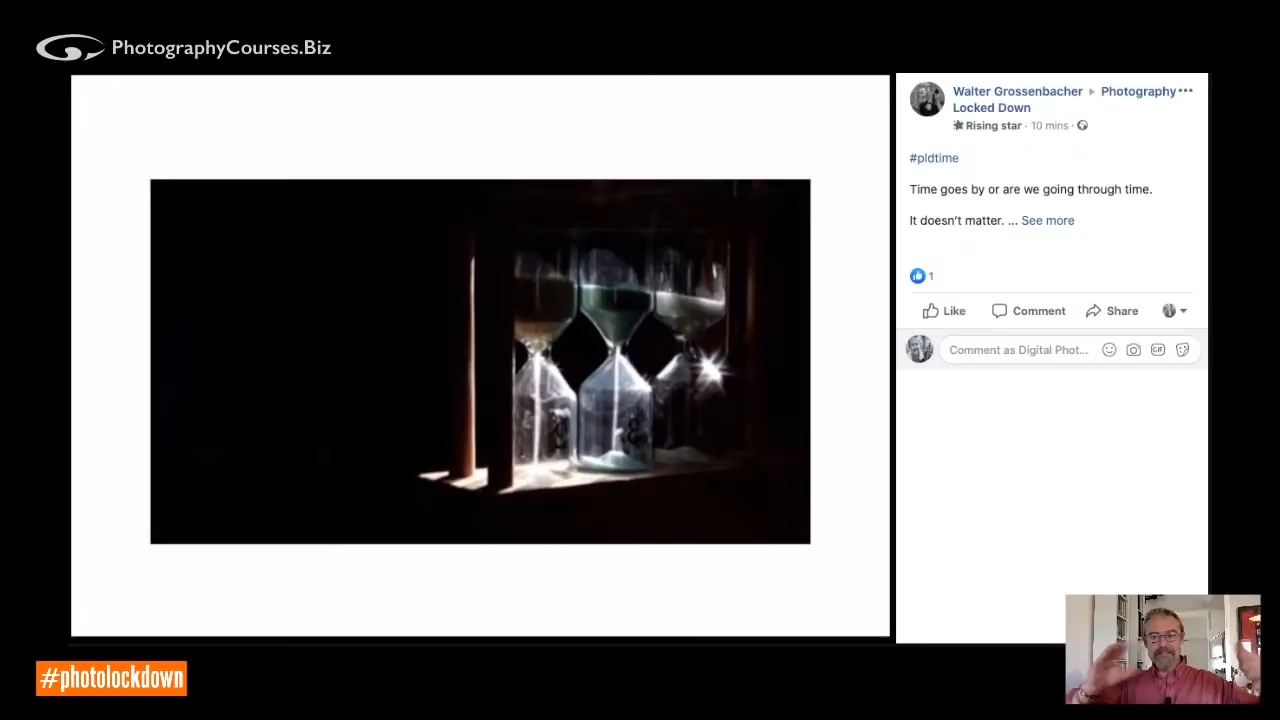 PhotographyCourses.Biz
Walter Grossenbacher ▸ Photography
Locked Down
Rising star · 10 mins ·
#pldtime
Time goes by or are we going through time.
It doesn't matter. ... See more
1
Like Comment Share
Comment as Digital Phot... GIF
#photolockdown